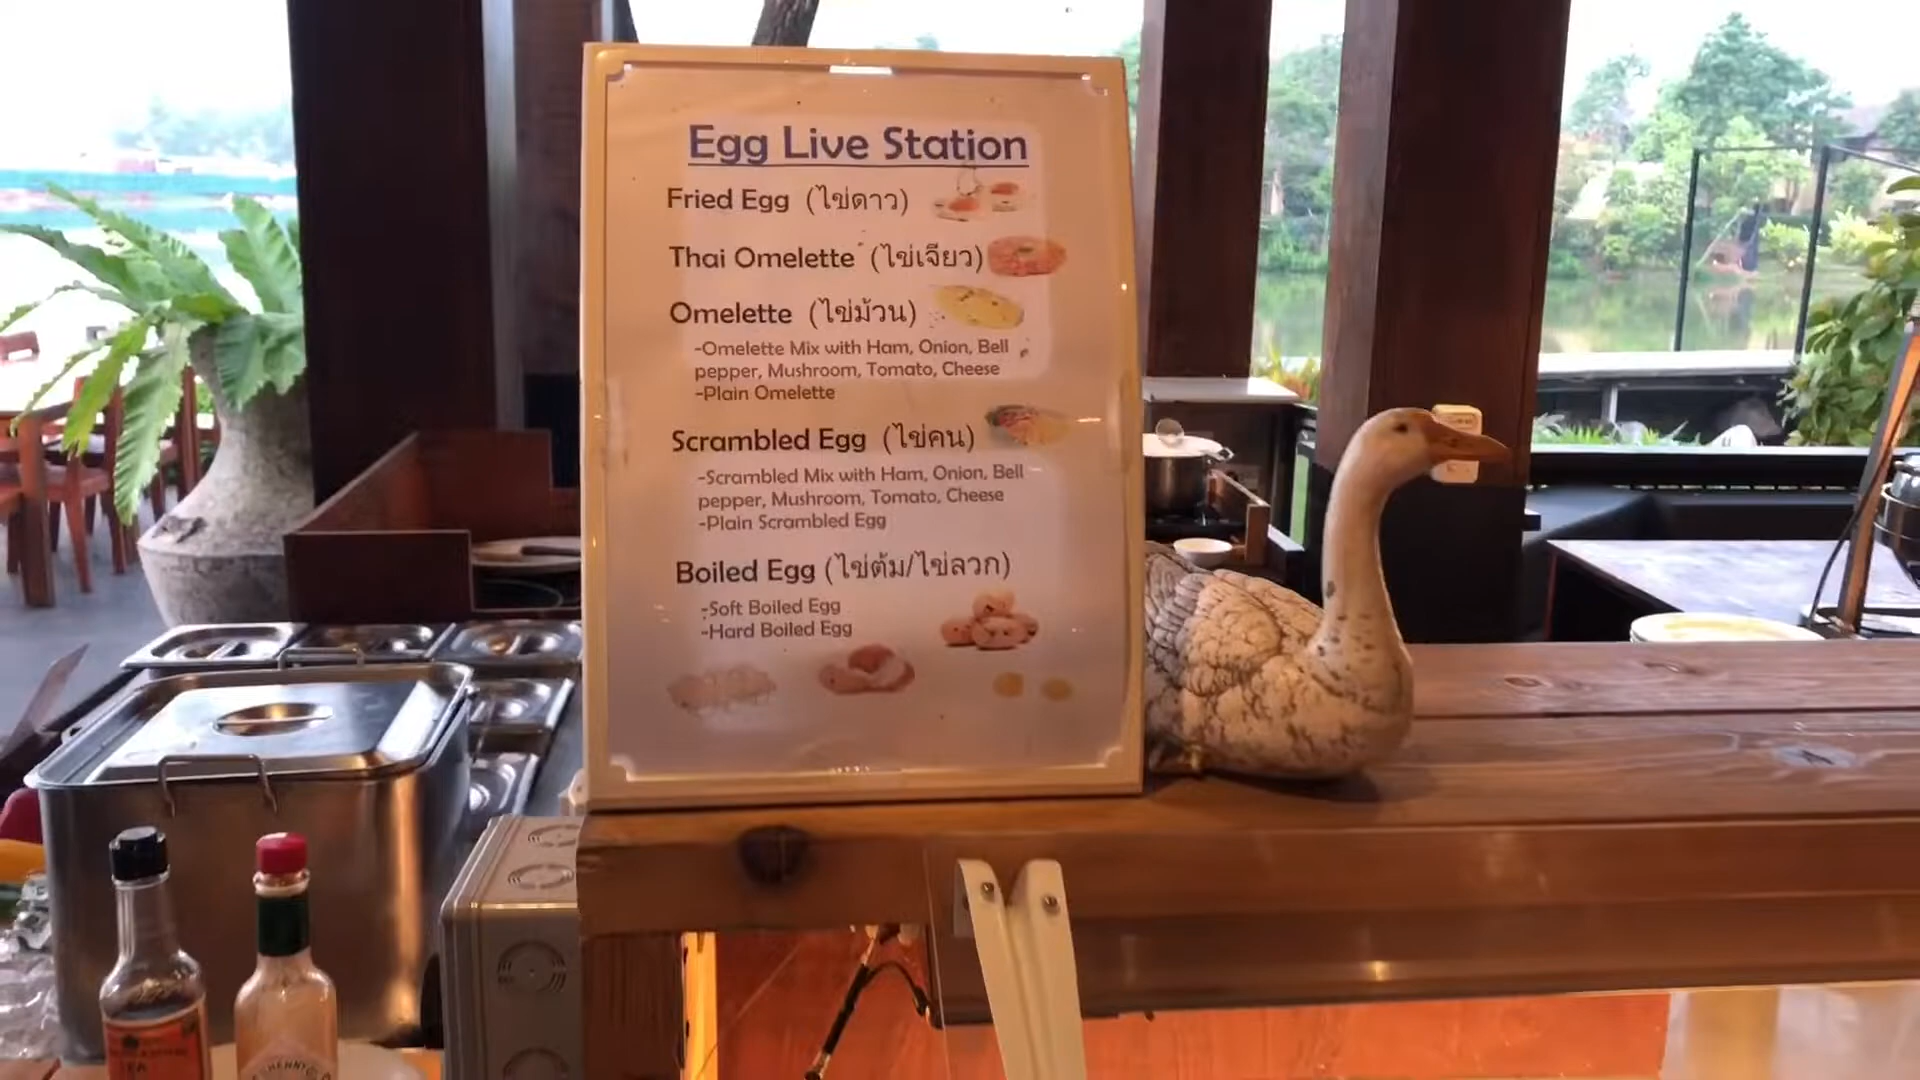 Egg Live Station
Fried Egg (ไข่ดาว)
Thai Omelette (ไข่เจียว)
Omelette (ไข่ม้วน)
-Omelette Mix with Ham, Onion, Bell
pepper, Mushroom, Tomato, Cheese
-Plain Omelette
Scrambled Egg (ไข่คน)
-Scrambled Mix with Ham, Onion, Bell
pepper, Mushroom, Tomato, Cheese
-Plain Scrambled Egg
Boiled Egg (ไข่ต้ม/ไข่ลวก)
-Soft Boiled Egg
-Hard Boiled Egg